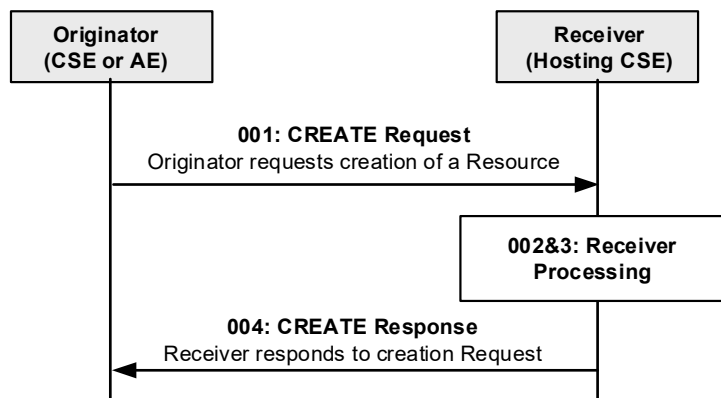 Originator
(CSE or AE)
Receiver
(Hosting CSE)
001: CREATE Request
Originator requests creation of a Resource
002&3: Receiver
Processing
004: CREATE Response
Receiver responds to creation Request